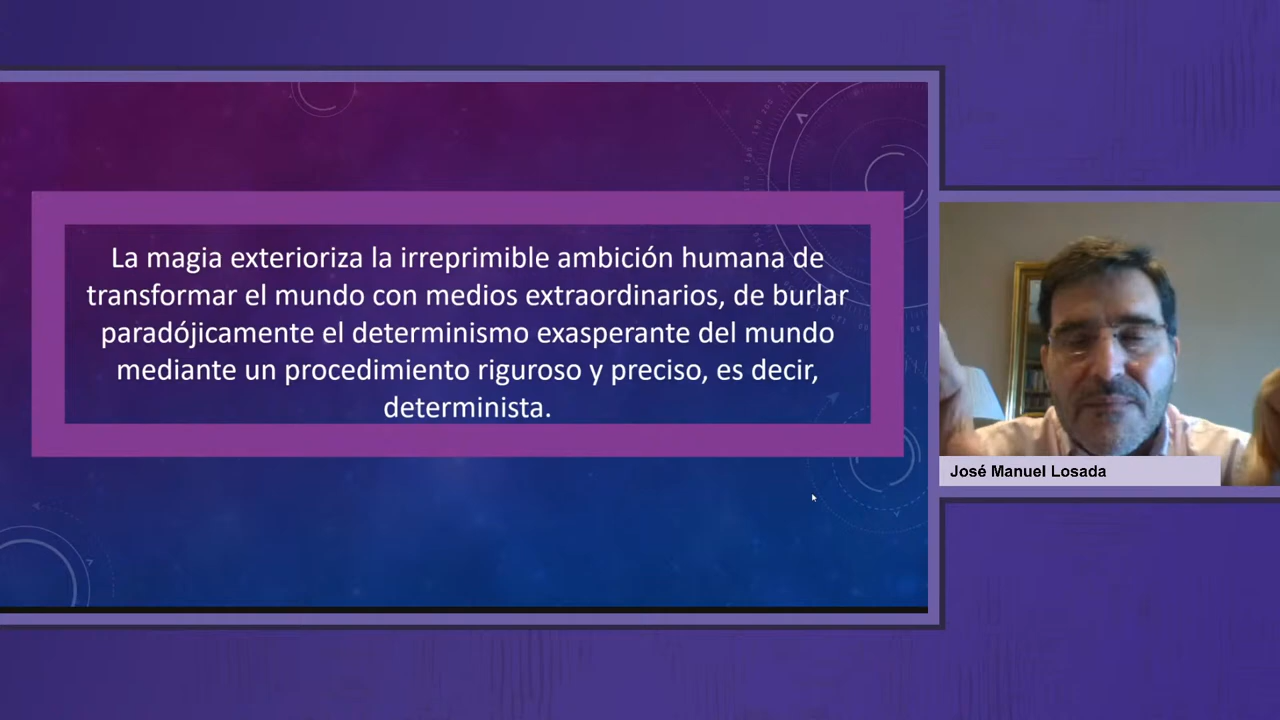 La magia exterioriza la irreprimible ambición humana de
transformar el mundo con medios extraordinarios, de burlar
paradójicamente el determinismo exasperante del mundo
mediante un procedimiento riguroso y preciso, es decir,
determinista.
José Manuel Losada